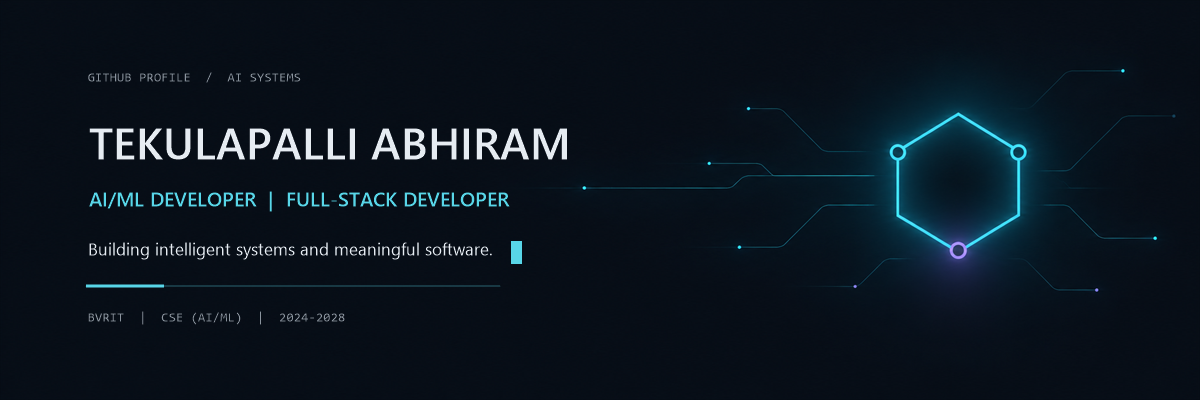 GITHUB PROFILE / AI SYSTEMS
TEKULAPALLI ABHIRAM
AI/ML DEVELOPER | FULL-STACK DEVELOPER
Building intelligent systems and meaningful software.
BVRIT | CSE (AI/ML) | 2024-2028